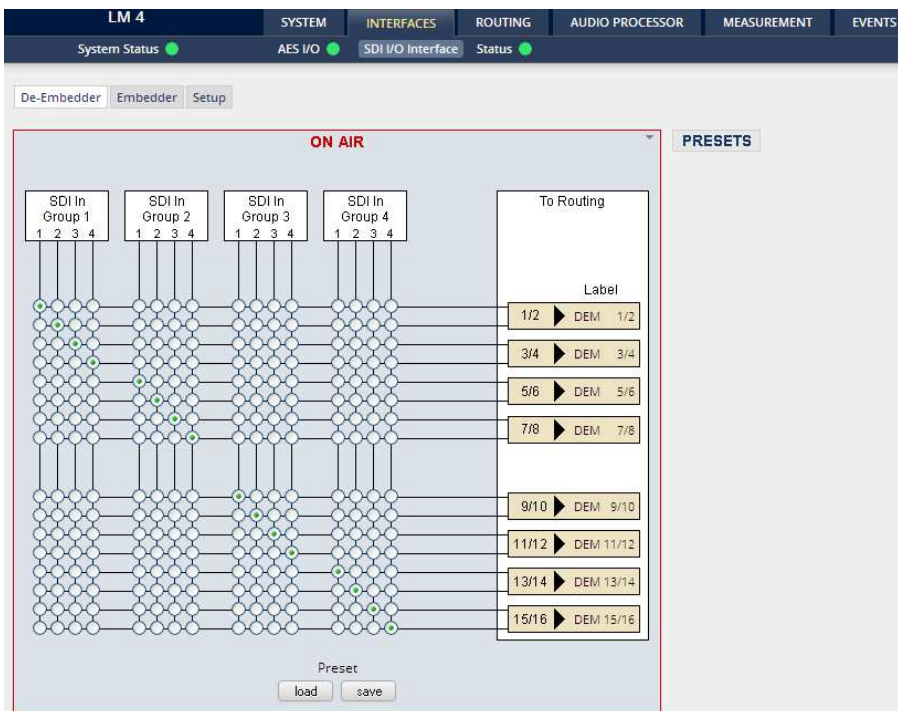 LM 4 SYSTEM INTERFACES ROUTING AUDIO PROCESSOR MEASUREMENT EVENTS
System Status AES I/O SDI I/O Interface Status
De-Embedder Embedder Setup
ON AIR
PRESETS
SDI In Group 1
1 2 3 4
SDI In Group 2
1 2 3 4
SDI In Group 3
1 2 3 4
SDI In Group 4
1 2 3 4
To Routing
Label
1/2 DEM 1/2
3/4 DEM 3/4
5/6 DEM 5/6
7/8 DEM 7/8
9/10 DEM 9/10
11/12 DEM 11/12
13/14 DEM 13/14
15/16 DEM 15/16
Preset
load save